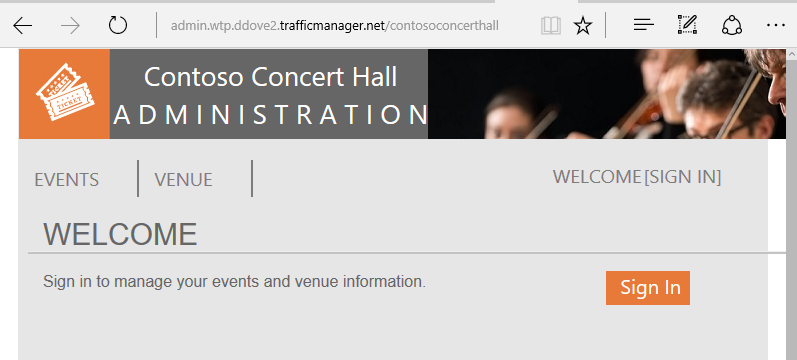 admin.wtp.ddove2.trafficmanager.net/contosoconcerthall
TICKET
Contoso Concert Hall
ADMINISTRATION
EVENTS VENUE WELCOME[SIGN IN]
WELCOME
Sign in to manage your events and venue information.
Sign In